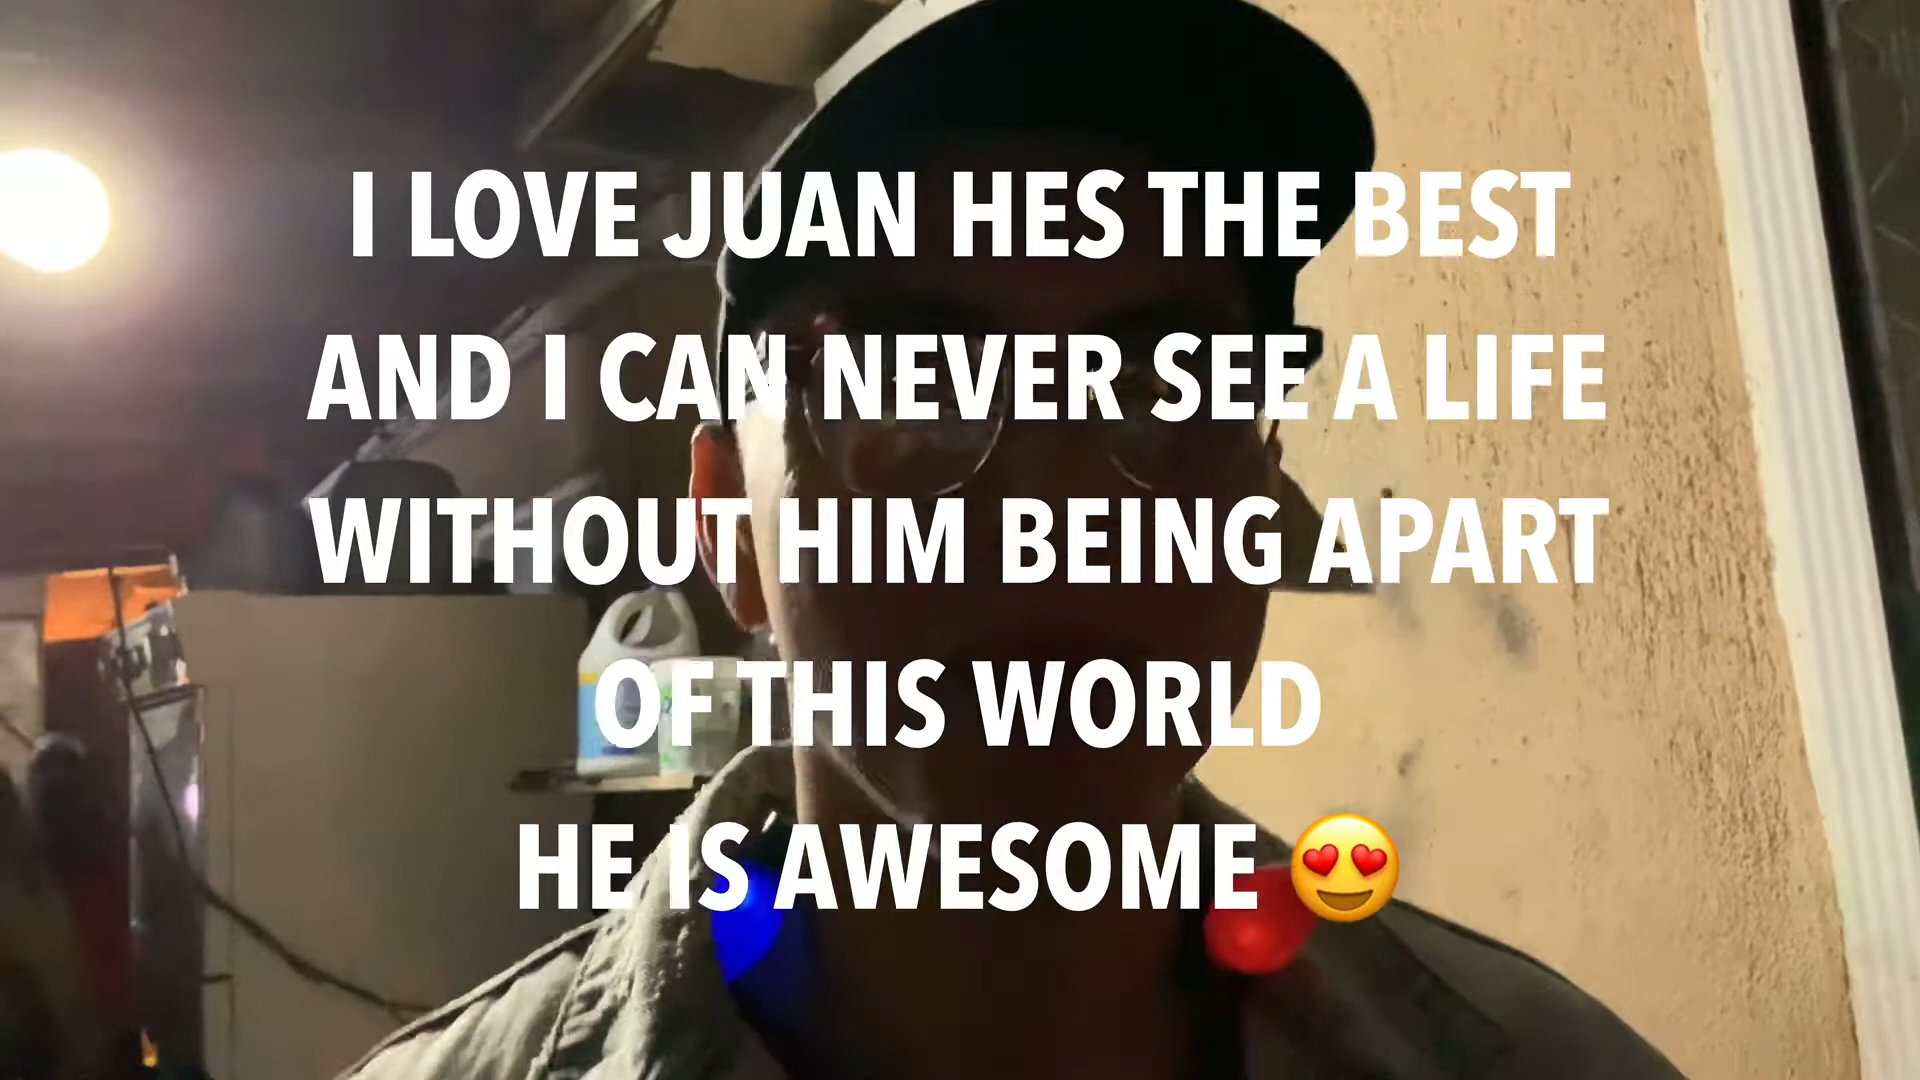 I LOVE JUAN HES THE BEST
AND I CAN NEVER SEE A LIFE
WITHOUT HIM BEING APART
OF THIS WORLD
HE IS AWESOME 😍